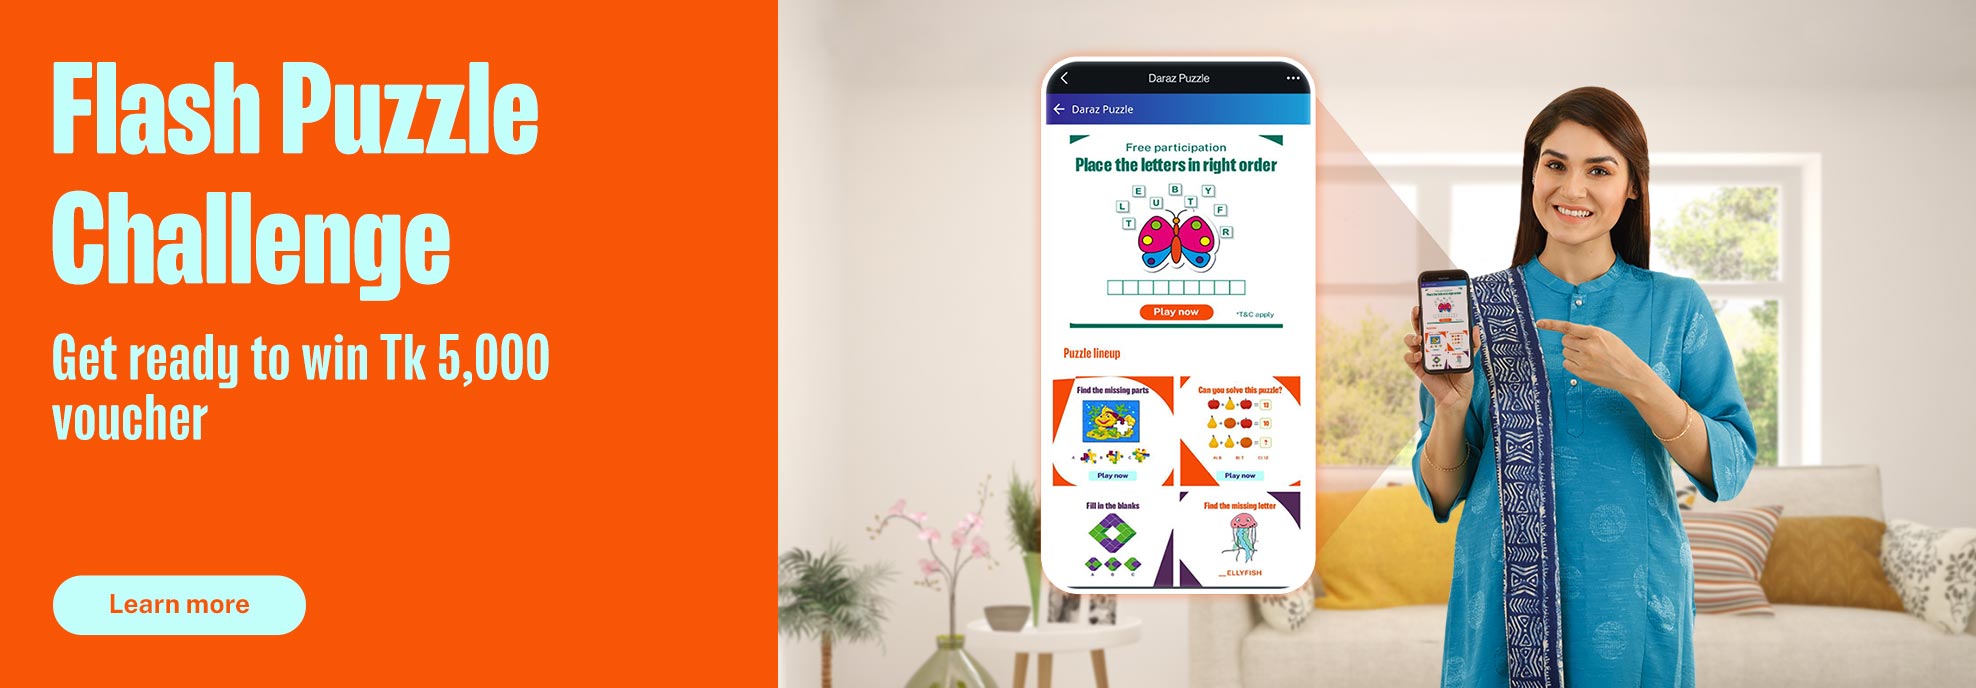 Flash Puzzle
Challenge
Get ready to win Tk 5,000
voucher
Learn more
Daraz Puzzle
Daraz Puzzle
Free participation
Place the letters in right order
E B Y
L U T F
T R
Play now
*T&C apply
Puzzle lineup
Find the missing parts
A B C
Play now
Can you solve this puzzle?
+ + = 13
+ + = 10
+ + = ?
Play now
Fill in the blanks
A B C
Find the missing letter
__ELLYFISH